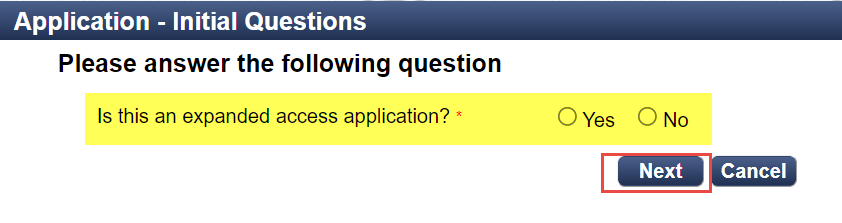 Application - Initial Questions
Please answer the following question
Is this an expanded access application? * Yes No
Next Cancel